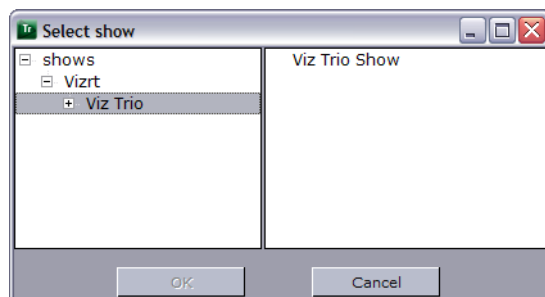 Tr Select show
shows
Vizrt
Viz Trio
Viz Trio Show
OK
Cancel